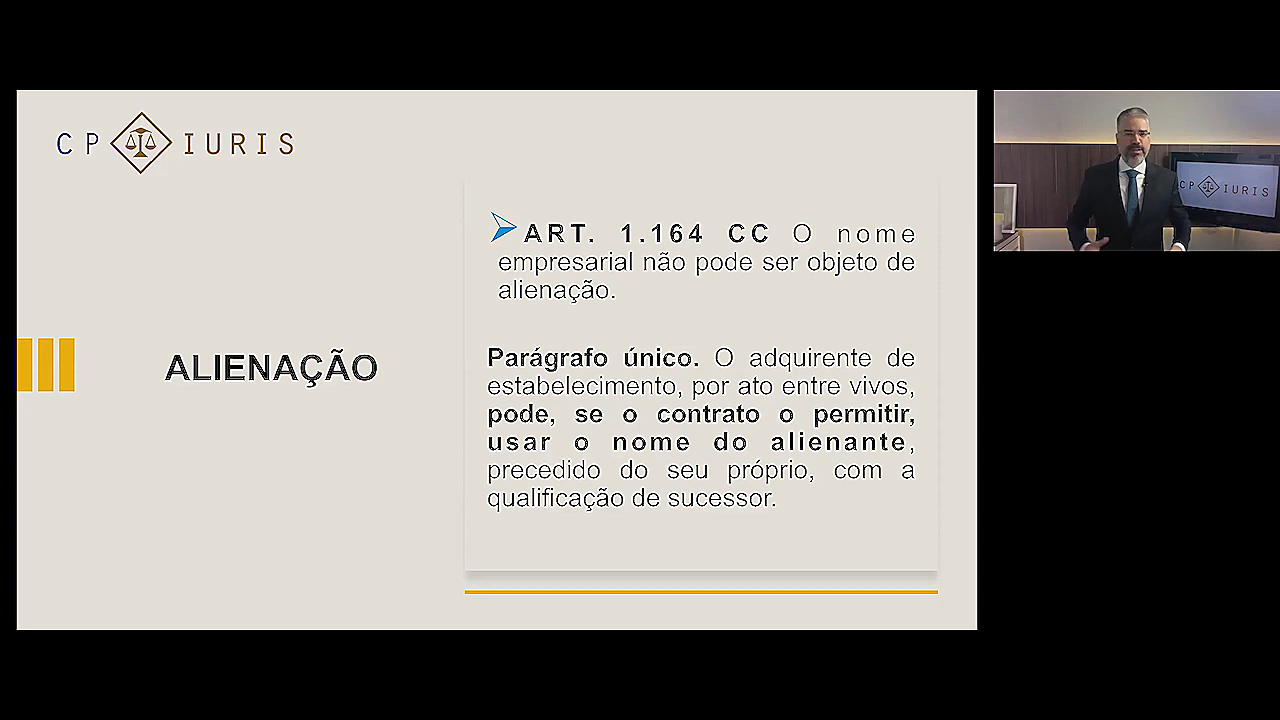 CP IURIS
ALIENAÇÃO
ART. 1.164 CC O nome
empresarial não pode ser objeto de
alienação.
Parágrafo único. O adquirente de
estabelecimento, por ato entre vivos,
pode, se o contrato o permitir,
usar o nome do alienante,
precedido do seu próprio, com a
qualificação de sucessor.
CP IURIS